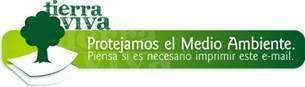 tierra
viva
Protejamos el Medio Ambiente.
Piensa si es necesario imprimir este e-mail.